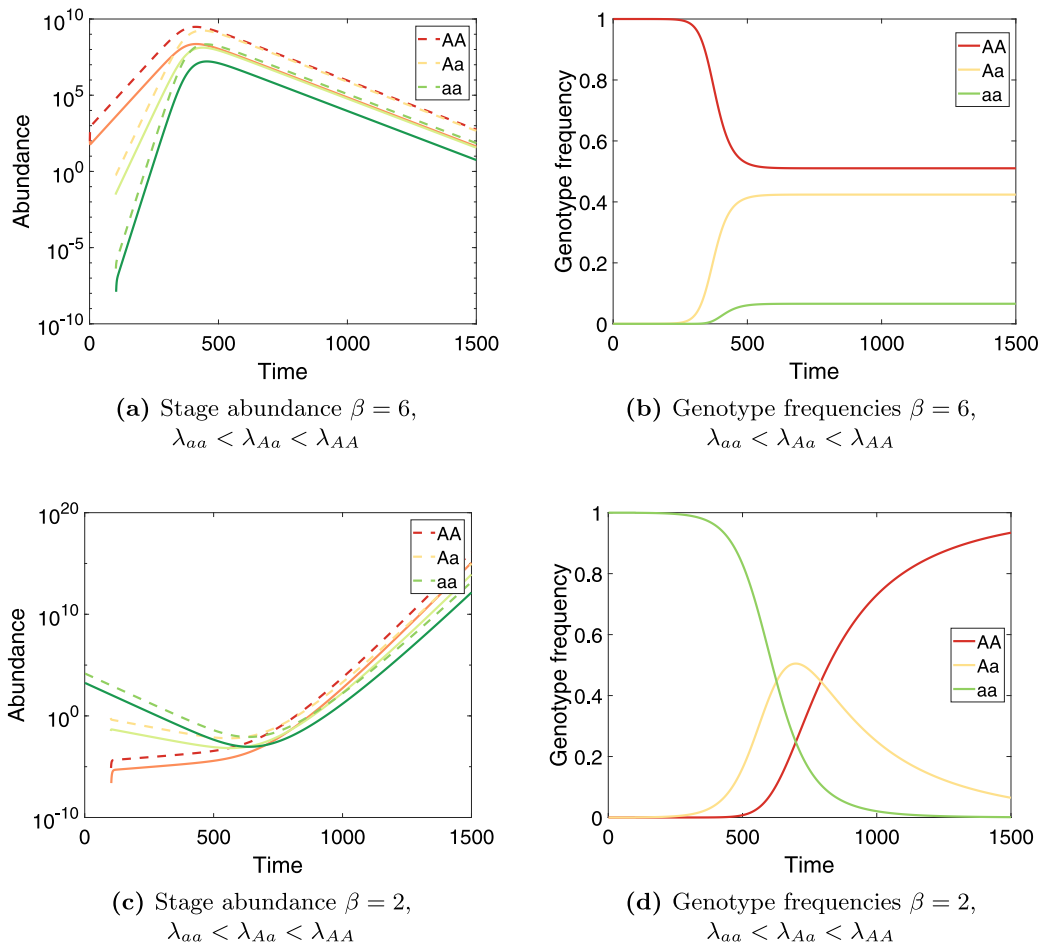 10^10
10^5
10^0
10^-5
10^-10
Abundance
0
500
1000
1500
Time
AA
Aa
aa
(a) Stage abundance β = 6,
λ_aa < λ_Aa < λ_AA
1
0.8
0.6
0.4
0.2
0
Genotype frequency
0
500
1000
1500
Time
AA
Aa
aa
(b) Genotype frequencies β = 6,
λ_aa < λ_Aa < λ_AA
10^20
10^10
10^0
10^-10
Abundance
0
500
1000
1500
Time
AA
Aa
aa
(c) Stage abundance β = 2,
λ_aa < λ_Aa < λ_AA
1
0.8
0.6
0.4
0.2
0
Genotype frequency
0
500
1000
1500
Time
AA
Aa
aa
(d) Genotype frequencies β = 2,
λ_aa < λ_Aa < λ_AA